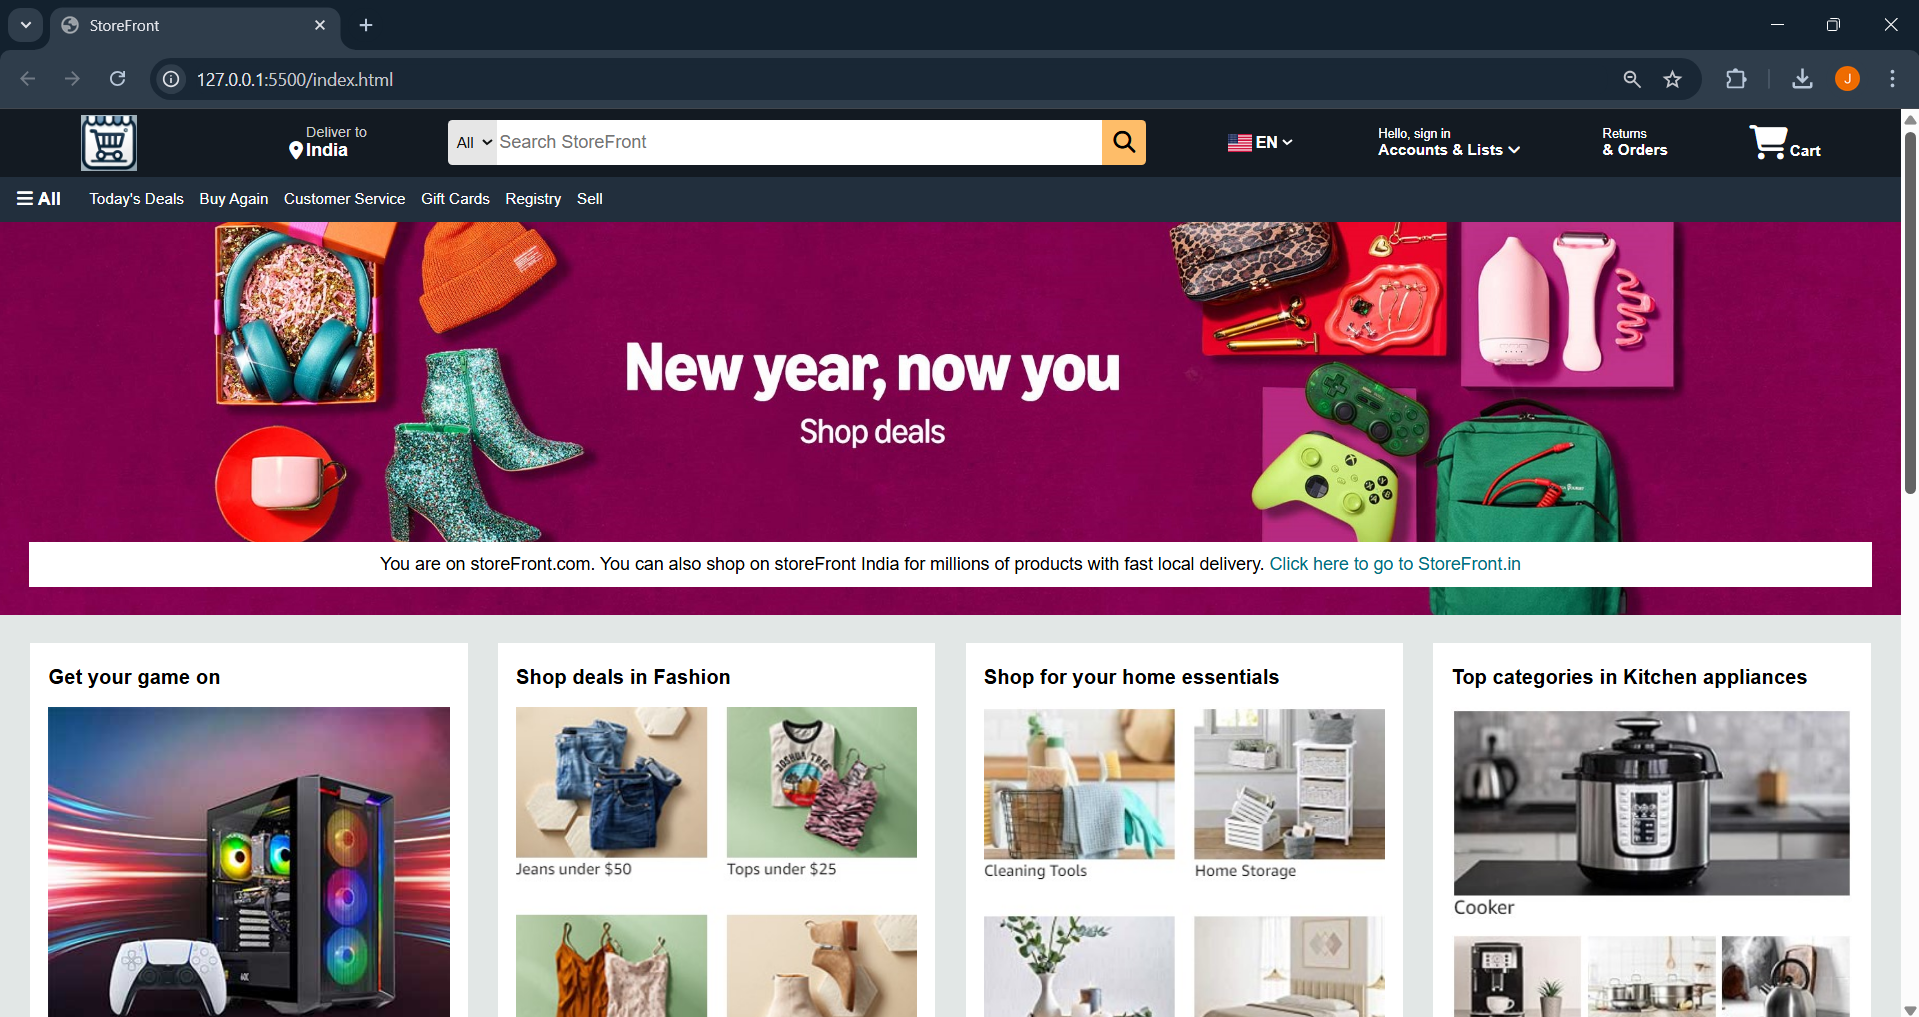 StoreFront
127.0.0.1:5500/index.html
J
Deliver to
India
All
Search StoreFront
EN
Hello, sign in
Accounts & Lists
Returns
& Orders
Cart
All
Today's Deals
Buy Again
Customer Service
Gift Cards
Registry
Sell
New year, now you
Shop deals
You are on storeFront.com. You can also shop on storeFront India for millions of products with fast local delivery. Click here to go to StoreFront.in
Get your game on
Shop deals in Fashion
Shop for your home essentials
Top categories in Kitchen appliances
JOSHUA TREE
Jeans under $50
Tops under $25
Cleaning Tools
Home Storage
Cooker